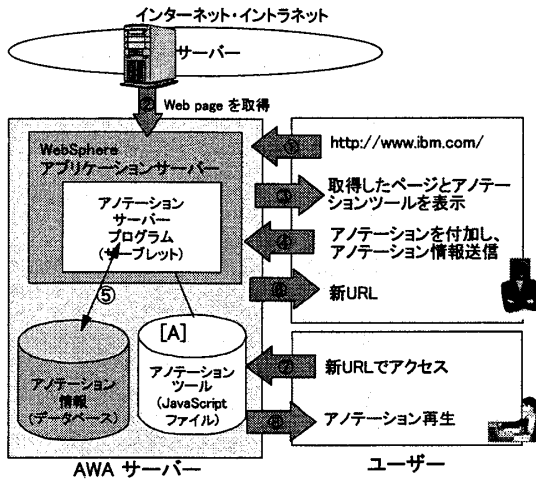 インターネット・イントラネット
サーバー
② Web page を取得
WebSphere
アプリケーションサーバー
アノテーション
サーバー
プログラム
(サーブレット)
⑤
アノテーション
情報
(データベース)
[A]
アノテーション
ツール
(JavaScript
ファイル)
AWA サーバー
① http://www.ibm.com/
③ 取得したページとアノテー
ションツールを表示
④ アノテーションを付加し、
アノテーション情報送信
⑥ 新URL
⑦ 新URLでアクセス
⑧ アノテーション再生
ユーザー